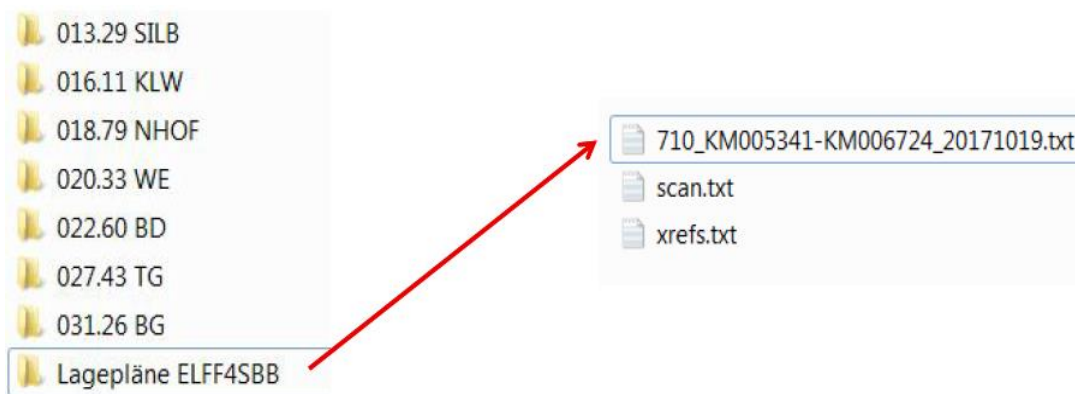 013.29 SILB
016.11 KLW
018.79 NHOF
020.33 WE
022.60 BD
027.43 TG
031.26 BG
Lagepläne ELFF4SBB
710_KM005341-KM006724_20171019.txt
scan.txt
xrefs.txt